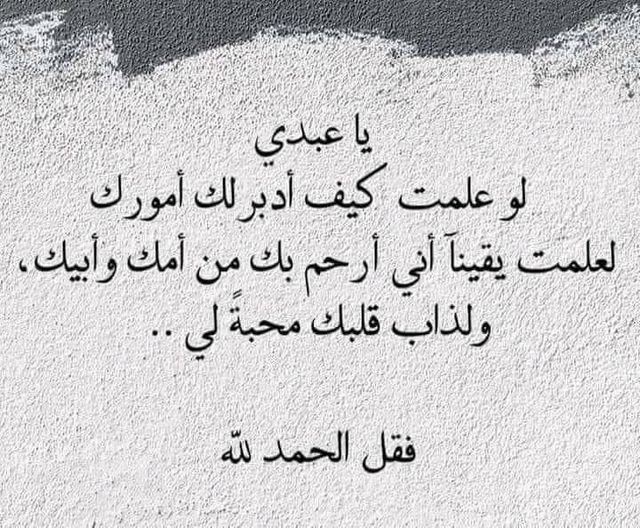 يا عبدي
لو علمت كيف أدبر لك أمورك
لعلمت يقينآ أني أرحم بك من أمك وأبيك،
ولذاب قلبك محبةً لي ..
فقل الحمد لله